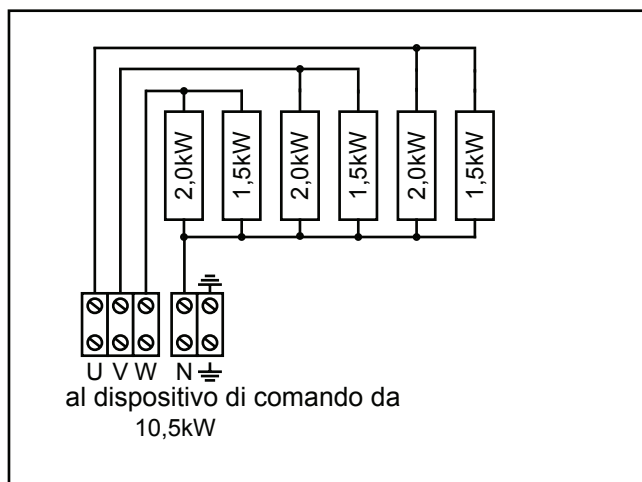 2,0kW 1,5kW 2,0kW 1,5kW 2,0kW 1,5kW
U V W N
al dispositivo di comando da
10,5kW